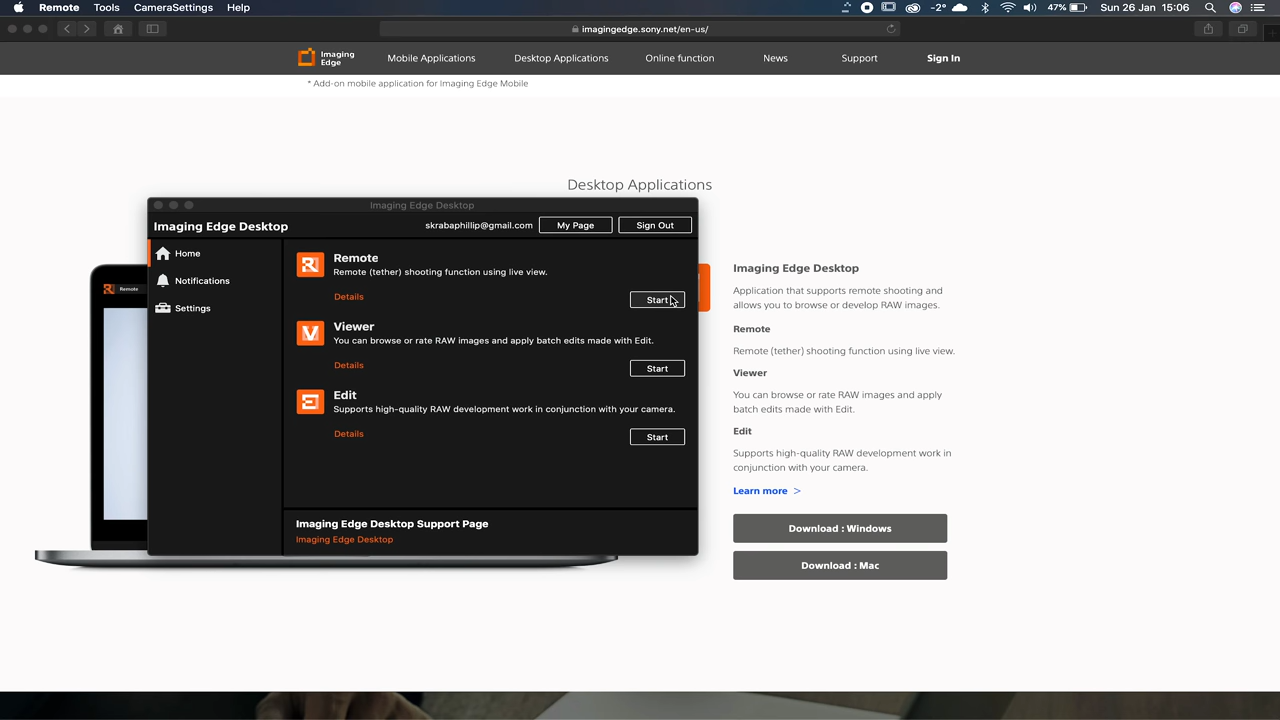 Remote Tools CameraSettings Help 47% Sun 26 Jan 15:06
imagingedge.sony.net/en-us/
Imaging Edge Mobile Applications Desktop Applications Online function News Support Sign In
* Add-on mobile application for Imaging Edge Mobile
Desktop Applications
Imaging Edge Desktop
Imaging Edge Desktop skrabaphillip@gmail.com My Page Sign Out
Home
Notifications
Settings
Remote
Remote (tether) shooting function using live view.
Details
Start
Viewer
You can browse or rate RAW images and apply batch edits made with Edit.
Details
Start
Edit
Supports high-quality RAW development work in conjunction with your camera.
Details
Start
Imaging Edge Desktop Support Page
Imaging Edge Desktop
Remote
Imaging Edge Desktop
Application that supports remote shooting and
allows you to browse or develop RAW images.
Remote
Remote (tether) shooting function using live view.
Viewer
You can browse or rate RAW images and apply
batch edits made with Edit.
Edit
Supports high-quality RAW development work in
conjunction with your camera.
Learn more >
Download : Windows
Download : Mac